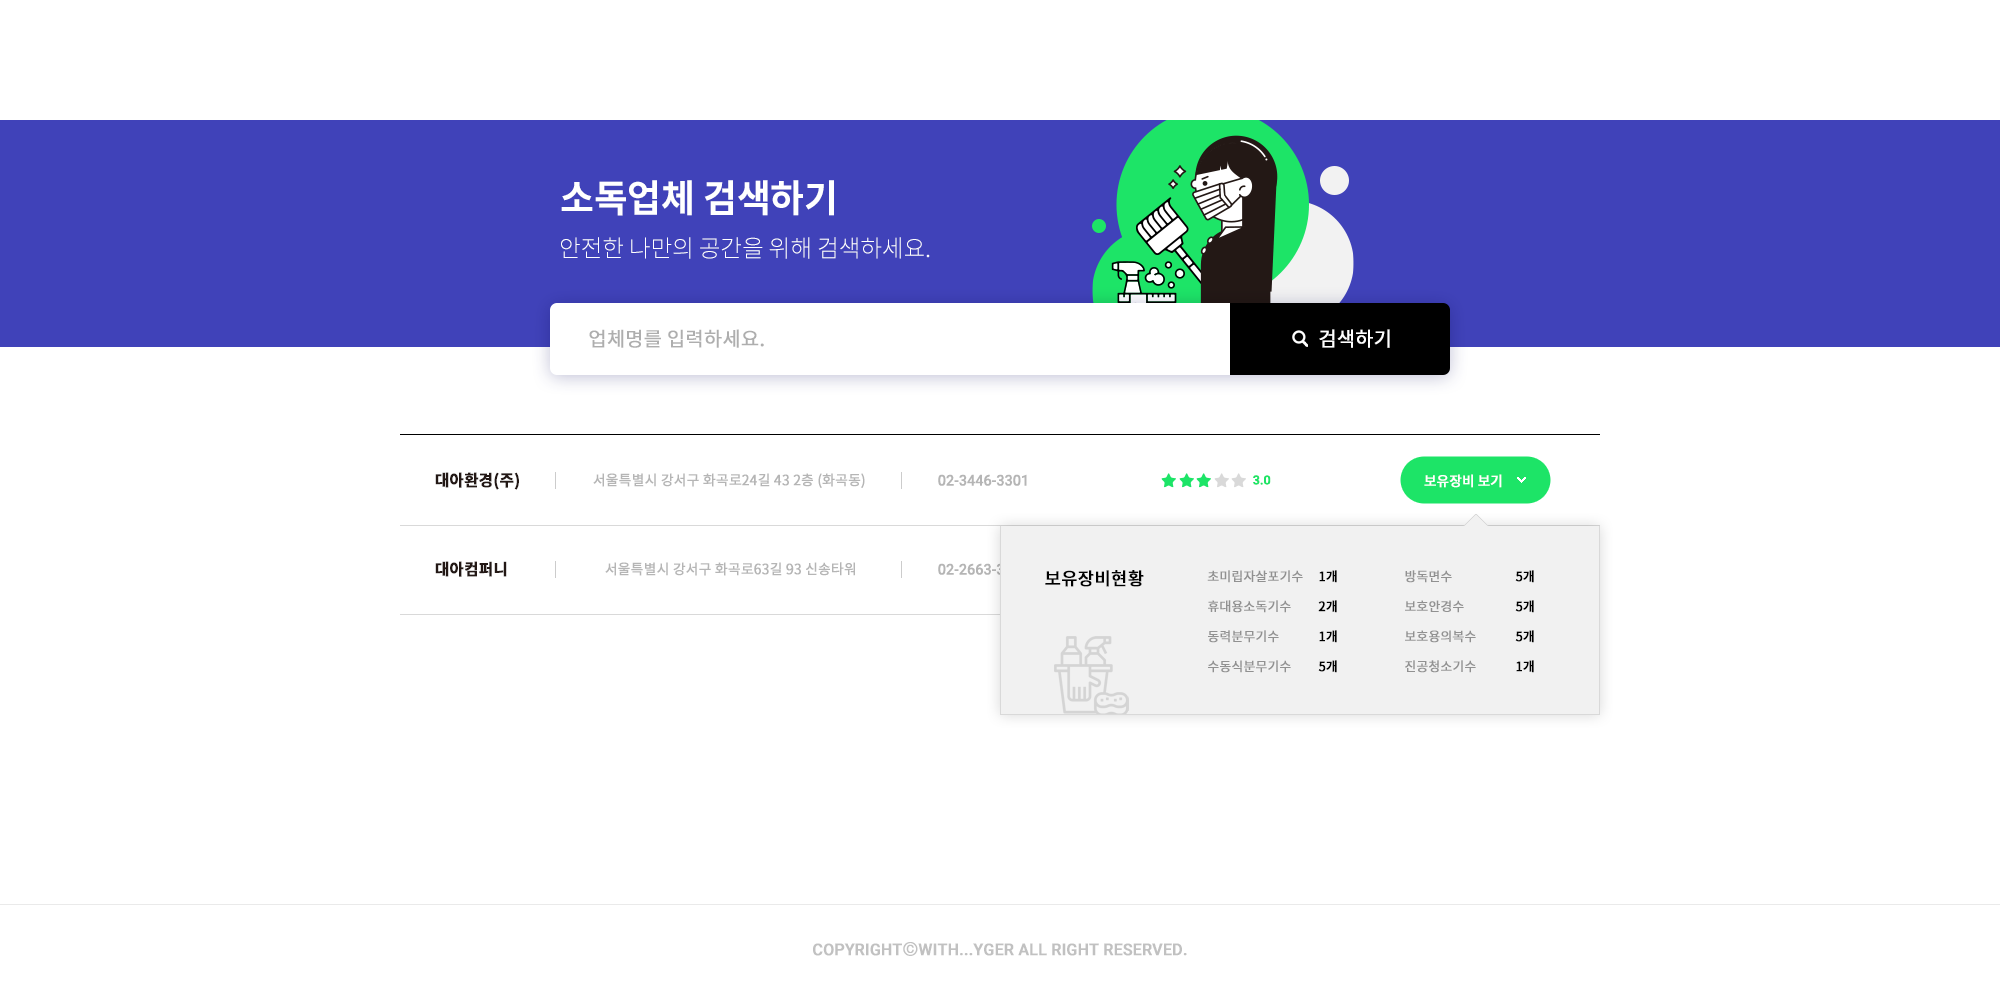 소독업체 검색하기
안전한 나만의 공간을 위해 검색하세요.
업체명를 입력하세요.
검색하기
대아환경(주) 서울특별시 강서구 화곡로24길 43 2층 (화곡동) 02-3446-3301 3.0 보유장비 보기
대아컴퍼니 서울특별시 강서구 화곡로63길 93 신송타워 02-2663-
보유장비현황
초미립자살포기수 1개 방독면수 5개
휴대용소독기수 2개 보호안경수 5개
동력분무기수 1개 보호용의복수 5개
수동식분무기수 5개 진공청소기수 1개
COPYRIGHT©WITH...YGER ALL RIGHT RESERVED.